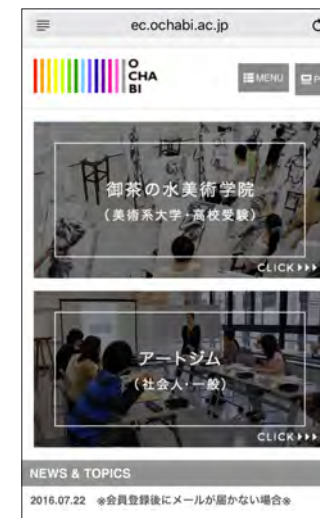 ec.ochabi.ac.jp
O
CHA
BI
MENU
御茶の水美術学院
(美術系大学・高校受験)
CLICK
アートジム
(社会人・一般)
CLICK
NEWS & TOPICS
2016.07.22 ※会員登録後にメールが届かない場合※